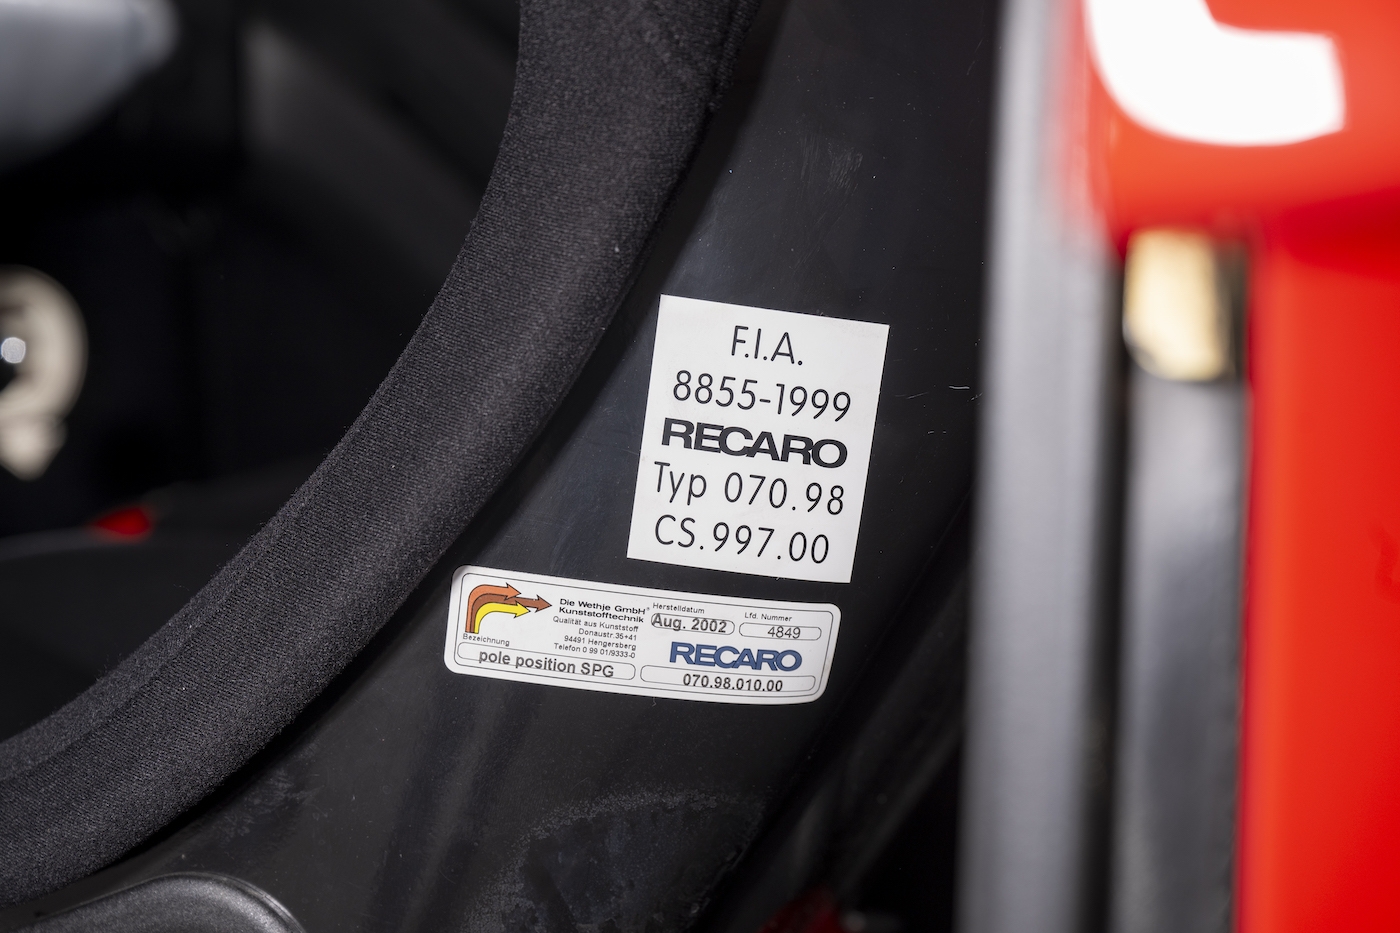 F.I.A.
8855-1999
RECARO
Typ 070.98
CS.997.00
Die Wethje GmbH®
Kunststofftechnik
Qualität aus Kunststoff
Donaustr.35+41
94491 Hengersberg
Telefon 0 99 01/9333-0
Herstelldatum
Aug. 2002
Lfd. Nummer
4849
Bezeichnung
pole position SPG
RECARO
070.98.010.00